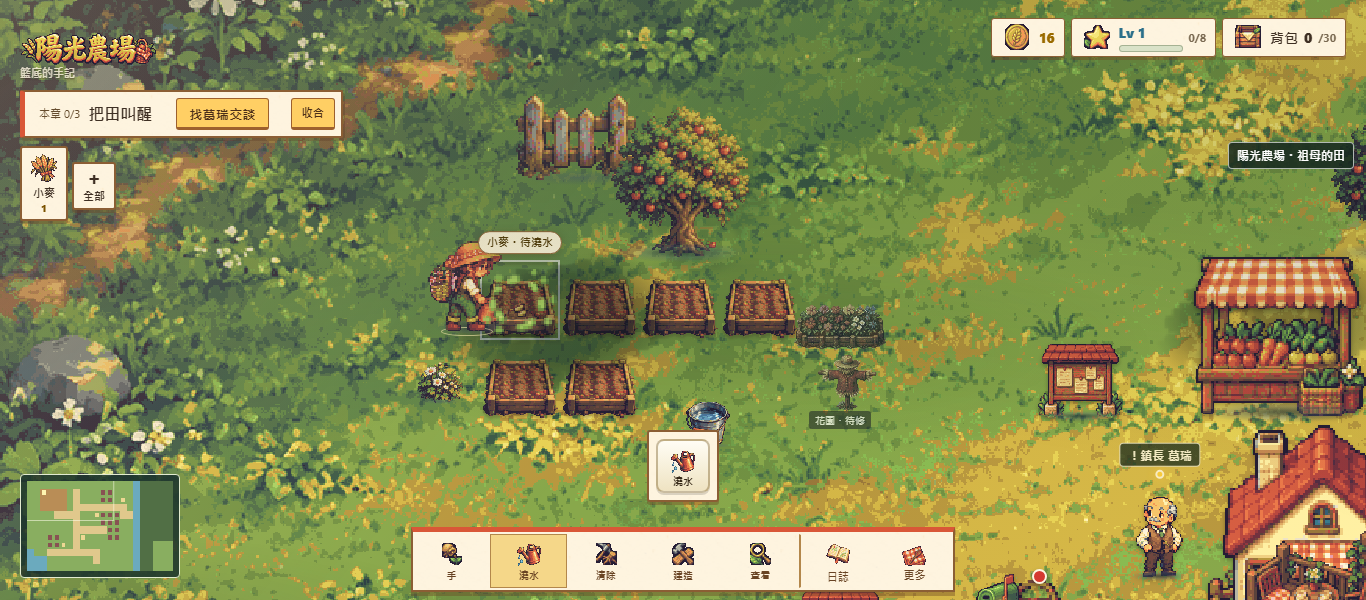 陽光農場
籃底的手記
本章 0/3 把田叫醒 找葛瑞交談 收合
小麥
1
+
全部
16
Lv 1 0/8
背包 0 /30
陽光農場・祖母的田
小麥・待澆水
花圃・待修
！鎮長 葛瑞
澆水
手 澆水 清除 建造 查看 日誌 更多